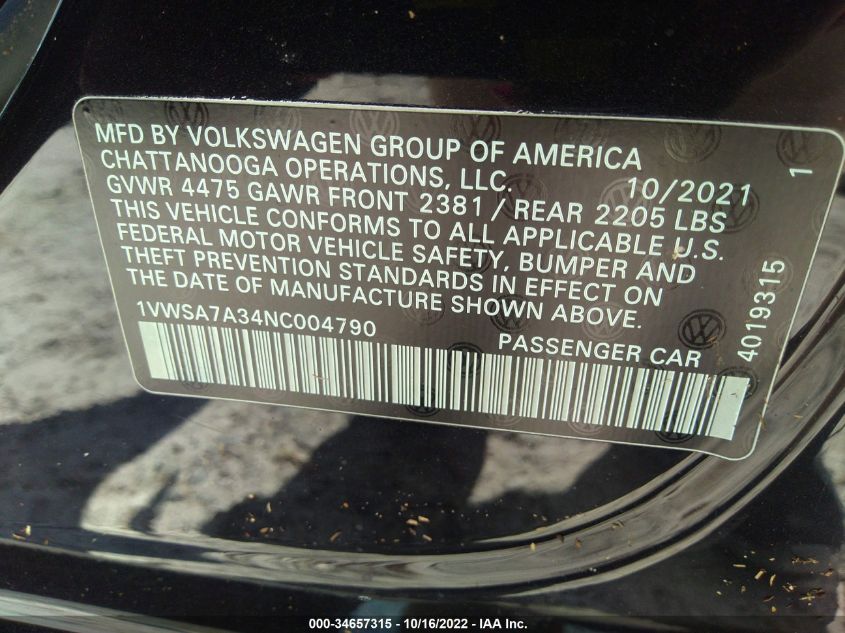 MFD BY VOLKSWAGEN GROUP OF AMERICA
CHATTANOOGA OPERATIONS, LLC. 10/2021 1
GVWR 4475 GAWR FRONT 2381 / REAR 2205 LBS
THIS VEHICLE CONFORMS TO ALL APPLICABLE U.S.
FEDERAL MOTOR VEHICLE SAFETY, BUMPER AND
THEFT PREVENTION STANDARDS IN EFFECT ON
THE DATE OF MANUFACTURE SHOWN ABOVE.
1VWSA7A34NC004790 PASSENGER CAR
4019315
000-34657315 - 10/16/2022 - IAA Inc.